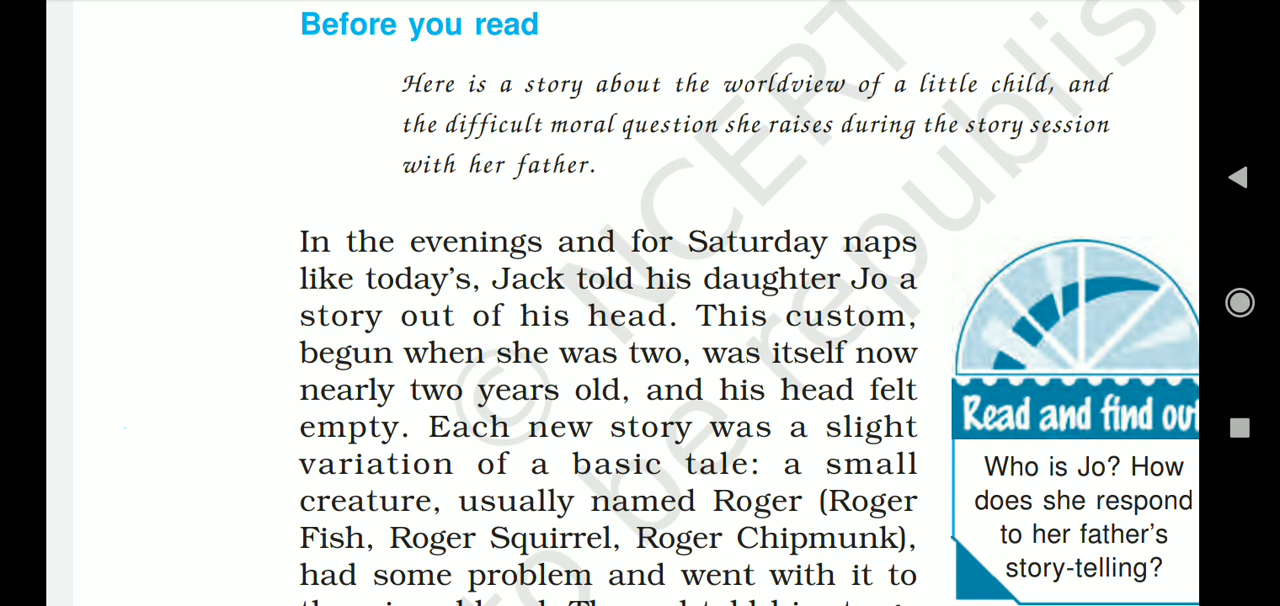 Before you read
Here is a story about the worldview of a little child, and
the difficult moral question she raises during the story session
with her father.
In the evenings and for Saturday naps
like today's, Jack told his daughter Jo a
story out of his head. This custom,
begun when she was two, was itself now
nearly two years old, and his head felt
empty. Each new story was a slight
variation of a basic tale: a small
creature, usually named Roger (Roger
Fish, Roger Squirrel, Roger Chipmunk),
had some problem and went with it to
Read and find out
Who is Jo? How
does she respond
to her father's
story-telling?
© NCERT
to be republish